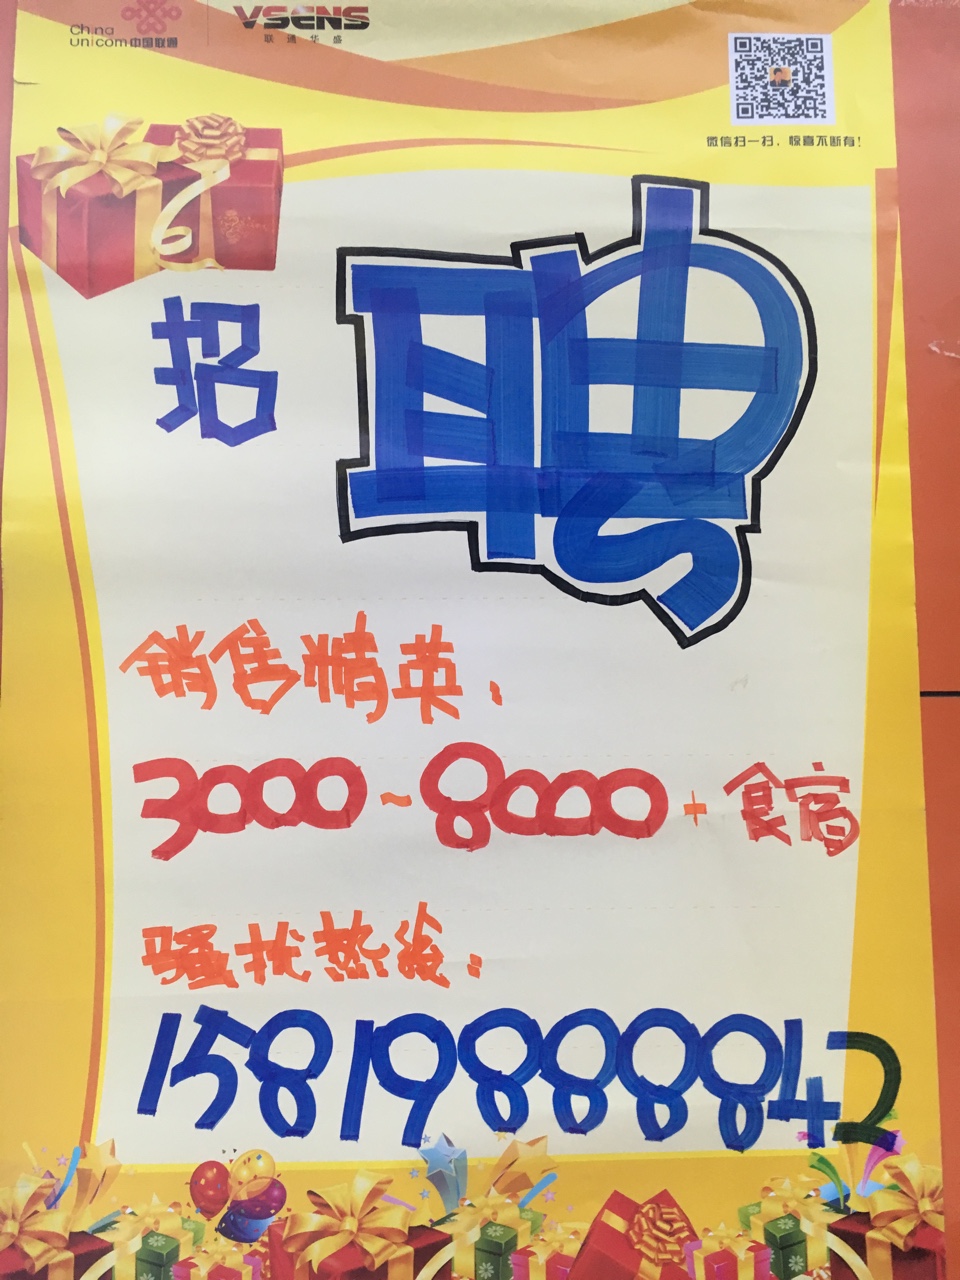 China
unicom中国联通
VSENS
联通华盛
微信扫一扫，惊喜不断有！
招聘
销售精英：
3000~8000+食宿
骚扰热线：
15819888842